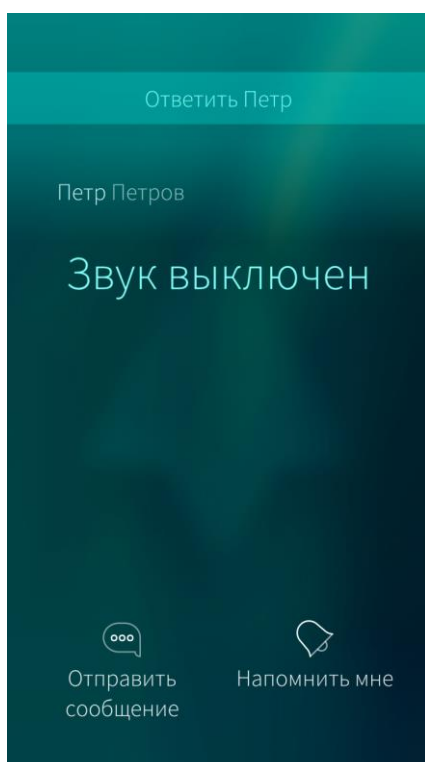 Ответить Петр
Петр Петров
Звук выключен
Отправить
сообщение
Напомнить мне